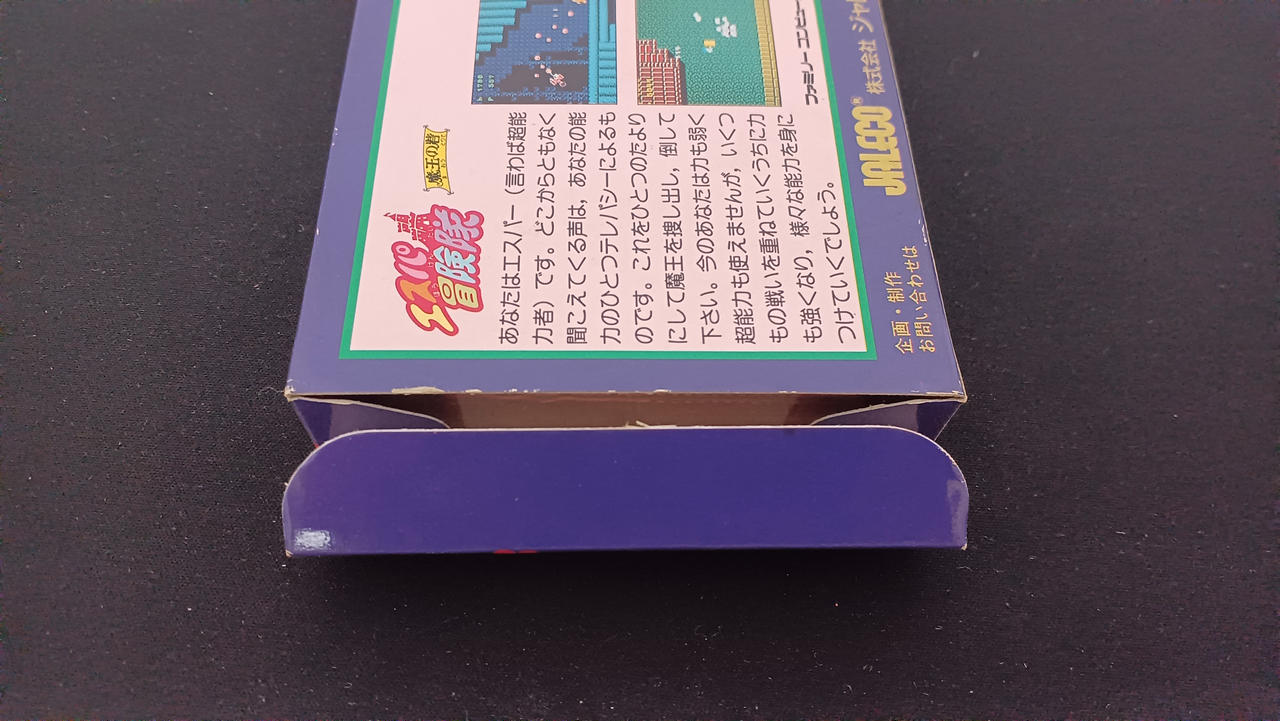 エスパ
冒険隊
魔王の砦
あなたはエスパー（言わば超能
力者）です。どこからともなく
聞こえてくる声は，あなたの能
力のひとつテレパシーによるも
のです。これをひとつのたより
にして魔王を捜し出し，倒して
下さい。今のあなたは力も弱く
超能力も使えませんが，いくつ
もの戦いを重ねていくうちに力
も強くなり，様々な能力を身に
つけていくでしょう。
ファミリー コンピュー
企画・制作
お問い合わせは
JALECO® 株式会社 ジャ